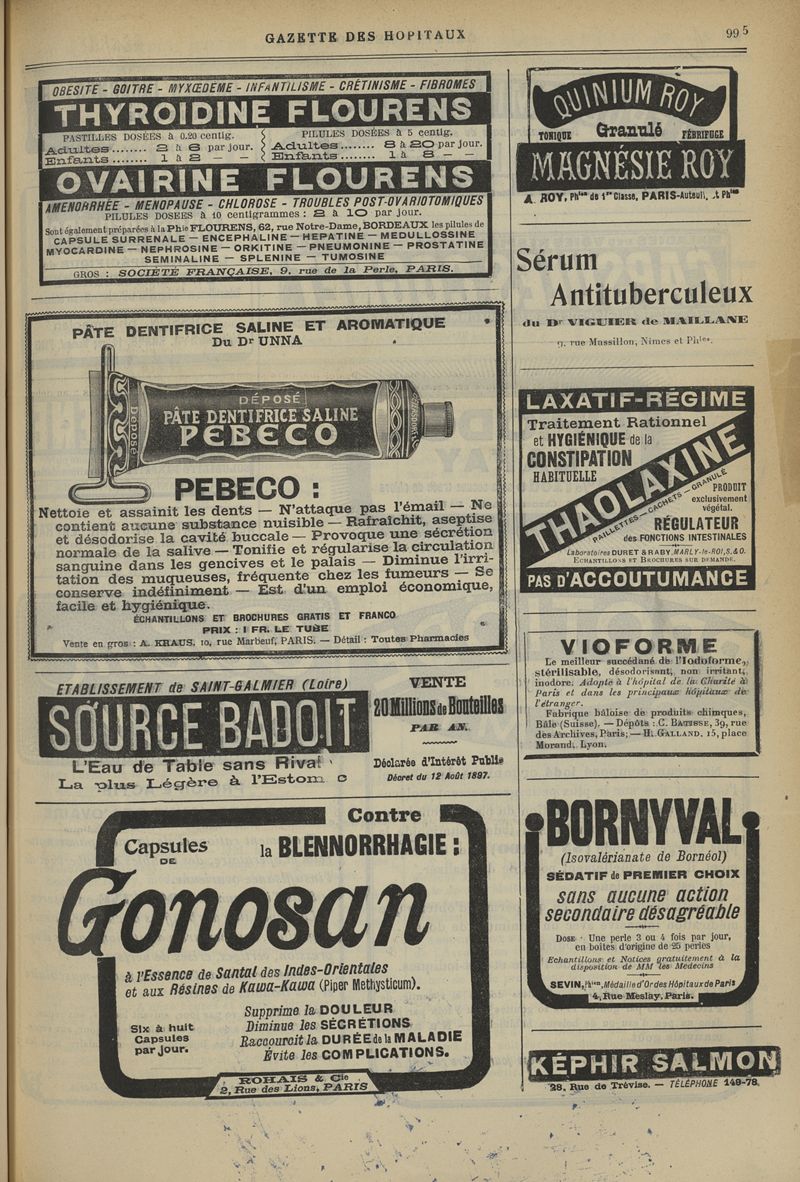 GAZETTE DES HOPITAUX
99 5
OBESITE - GOITRE - MYXŒDEME - INFANTILISME - CRÉTINISME - FIBROMES
THYROIDINE FLOURENS
PASTILLES DOSÉES à 0.20 centig.
Adultes........ 2 à 6 par jour.
Enfants ........ 1 à 2 — —
PILULES DOSÉES à 5 centig.
Adultes........ 8 à 20 par jour.
Enfants ........ 1 à 8 — —
OVAIRINE FLOURENS
AMENORRHÉE - MENOPAUSE - CHLOROSE - TROUBLES POST-OVARIOTOMIQUES
PILULES DOSEES à 10 centigrammes : 2 à 10 par jour.
Sont également préparées à la Phie FLOURENS, 62, rue Notre-Dame, BORDEAUX les pilules de
CAPSULE SURRENALE — ENCEPHALINE — HEPATINE — MEDULLOSSINE
MYOCARDINE — NEPHROSINE — ORKITINE — PNEUMONINE — PROSTATINE
SEMINALINE — SPLENINE — TUMOSINE
GROS : SOCIÉTÉ FRANÇAISE, 9, rue de la Perle, PARIS.
PÂTE DENTIFRICE SALINE ET AROMATIQUE
Du Dr UNNA
DÉPOSÉ
Déposé
PÂTE DENTIFRICE SALINE
PEBECO
PEBECO :
Nettoie et assainit les dents — N'attaque pas l'émail — Ne
contient aucune substance nuisible — Rafraîchit, aseptise
et désodorise la cavité buccale — Provoque une sécrétion
normale de la salive — Tonifie et régularise la circulation
sanguine dans les gencives et le palais — Diminue l'irri-
tation des muqueuses, fréquente chez les fumeurs — Se
conserve indéfiniment — Est d'un emploi économique,
facile et hygiénique.
ÉCHANTILLONS ET BROCHURES GRATIS ET FRANCO
PRIX : 1 FR. LE TUBE
Vente en gros : A. KRAUS, 10, rue Marbeuf, PARIS. — Détail : Toutes Pharmacies
ETABLISSEMENT de SAINT-GALMIER (Loire)
SOURCE BADOIT
L'Eau de Table sans Rival
La plus Légère à l'Estom c
VENTE
20 Millions de Bouteilles
PAR AN.
Déclarée d'Intérêt Public
Décret du 12 Août 1897.
Contre
Capsules
DE
la BLENNORRHAGIE :
Gonosan
à l'Essence de Santal des Indes-Orientales
et aux Résines de Kawa-Kawa (Piper Methysticum).
Six à huit
Capsules
par jour.
Supprime la DOULEUR
Diminue les SÉCRÉTIONS
Raccourcit la DURÉE de la MALADIE
Évite les COMPLICATIONS.
ROHAIS & Cie
2, Rue des Lions, PARIS
QUINIUM ROY
TONIQUE Granulé FÉBRIFUGE
MAGNÉSIE ROY
A. ROY, Phien de 1re Classe, PARIS-Auteuil, .t Phies
Sérum
Antituberculeux
du Dr VIGUIER de MAILLANE
9, rue Massillon, Nimes et Phies.
LAXATIF-RÉGIME
Traitement Rationnel
et HYGIÉNIQUE de la
CONSTIPATION
HABITUELLE
THAOLAXINE
PAILLETTES — CACHETS — GRANULÉ
PRODUIT
exclusivement
végétal.
RÉGULATEUR
des FONCTIONS INTESTINALES
Laboratoires DURET & RABY, MARLY-le-ROI, S.&O.
ECHANTILLONS ET BROCHURES SUR DEMANDE.
PAS D'ACCOUTUMANCE
VIOFORME
Le meilleur succédané de l'Iodoforme,
stérilisable, désodorisant, non irritant,
inodore. Adopté à l'hôpital de la Charité à
Paris et dans les principaux hôpitaux de
l'étranger.
Fabrique bâloise de produits chimques,
Bâle (Suisse). — Dépôts : C. BATISSE, 39, rue
des Archives, Paris; — H. GALLAND, 15, place
Morand, Lyon.
BORNYVAL
(Isovalérianate de Bornéol)
SÉDATIF de PREMIER CHOIX
sans aucune action
secondaire désagréable
DOSE : Une perle 3 ou 4 fois par jour,
en boîtes d'origine de 25 perles
Echantillons et Notices gratuitement à la
disposition de MM les Médecins
SEVIN, Phien, Médaille d'Or des Hôpitaux de Paris
4, Rue Meslay, Paris.
KÉPHIR SALMON
28, Rue de Trévise. — TÉLÉPHONE 149-78.